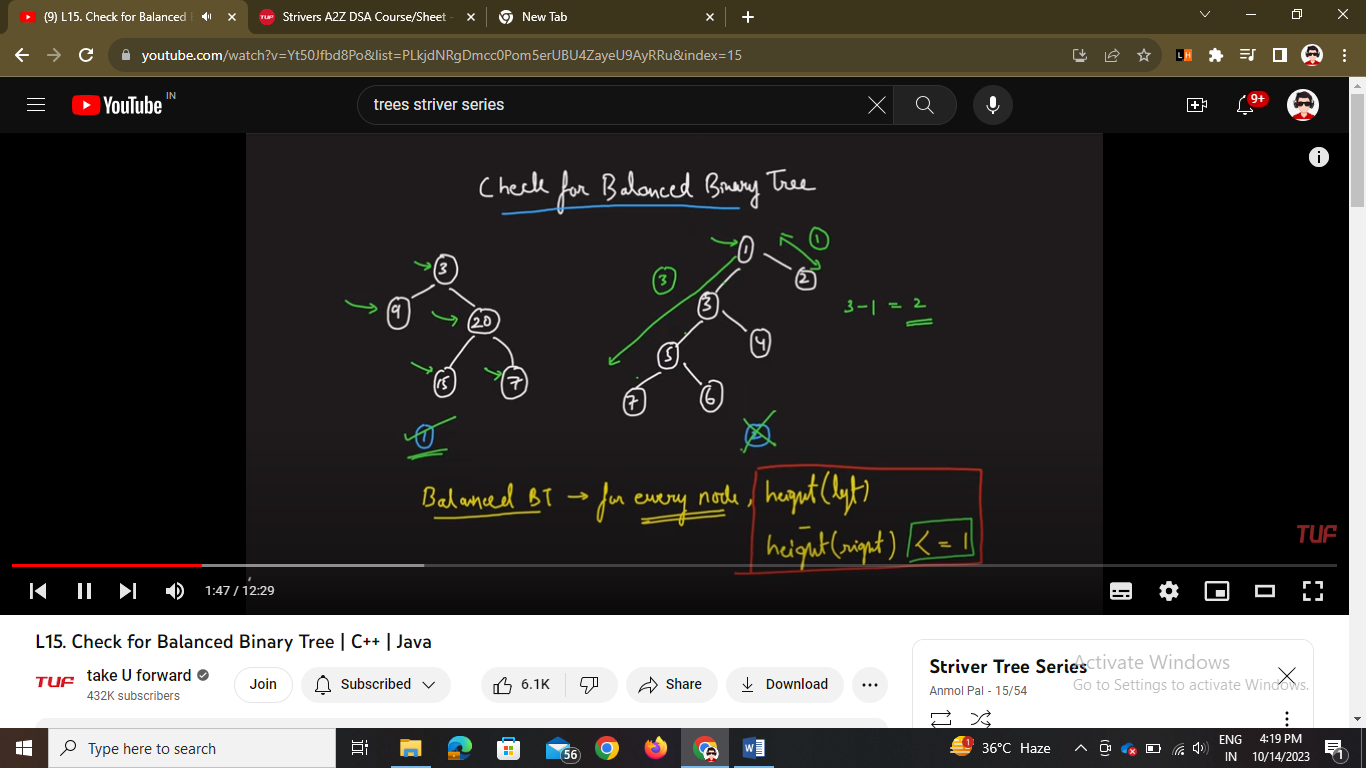 (9) L15. Check for Balanced
Strivers A2Z DSA Course/Sheet -
New Tab
youtube.com/watch?v=Yt50Jfbd8Po&list=PLkjdNRgDmcc0Pom5erUBU4ZayeU9AyRRu&index=15
YouTube IN
trees striver series
9+
Check for Balanced Binary Tree
1
1
3
3
2
9
3
3-1 = 2
20
4
5
15
7
7
6
1
Balanced BT → for every node, height(left)
-
height(right) <= 1
TUF
1:47 / 12:29
L15. Check for Balanced Binary Tree | C++ | Java
TUF
take U forward
432K subscribers
Join
Subscribed
6.1K
Share
Download
Striver Tree Series
Anmol Pal - 15/54
Activate Windows
Go to Settings to activate Windows.
Type here to search
56
1
36°C Haze
ENG
IN
4:19 PM
10/14/2023
1